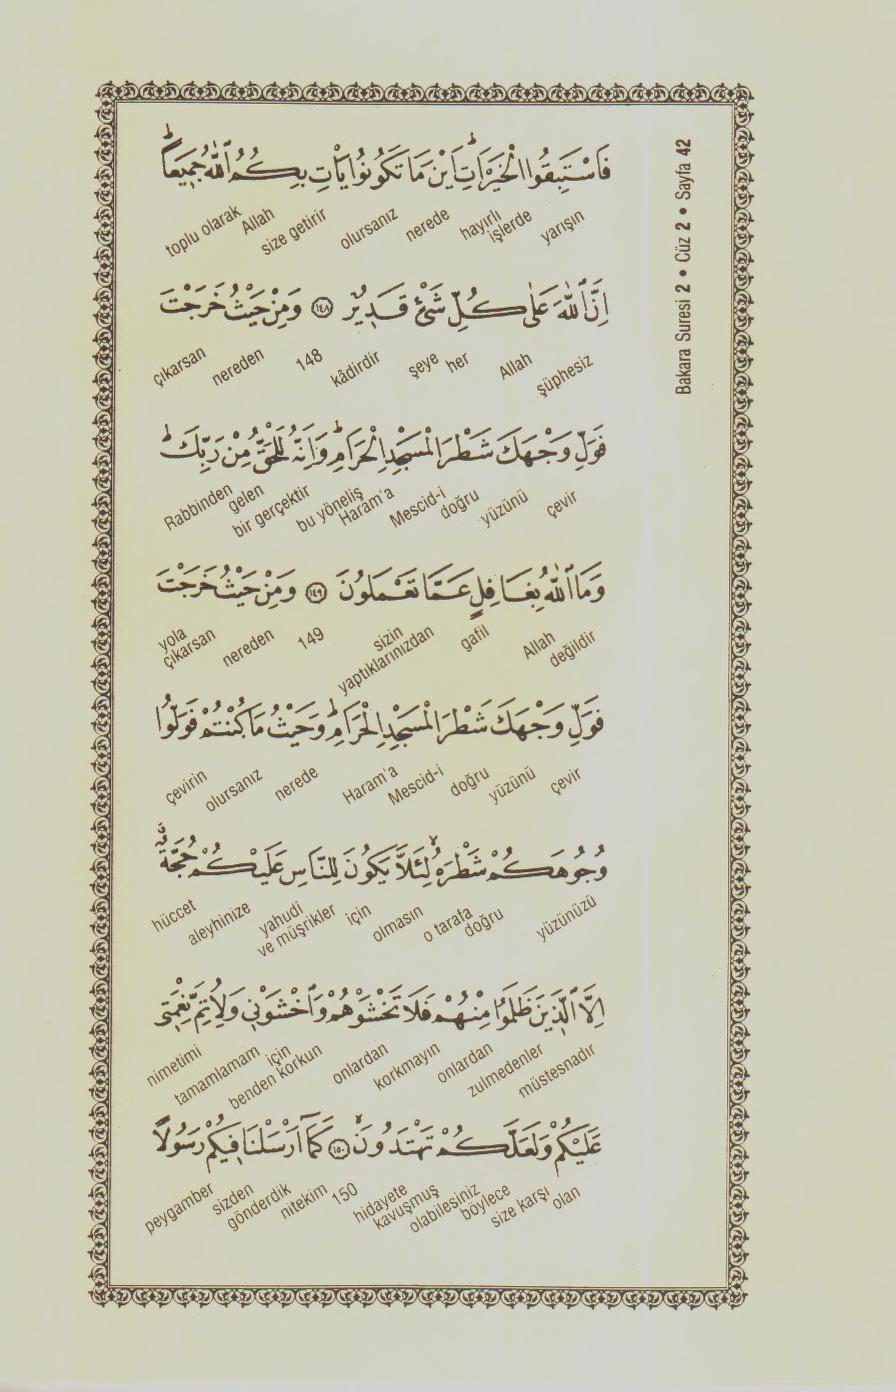 Bakara Suresi 2 • Cüz 2 • Sayfa 42
فَاسْتَبِقُوا الْخَيْرَاتِ اَيْنَ مَا تَكُونُوا يَاْتِ بِكُمُ اللّٰهُ جَمِيعًا
yarışın hayırlı işlerde nerede olursanız size getirir Allah toplu olarak
اِنَّ اللّٰهَ عَلٰى كُلِّ شَيْءٍ قَدِيرٌ ﴿١٤٨﴾ وَمِنْ حَيْثُ خَرَجْتَ
şüphesiz Allah her şeye kâdirdir 148 nereden çıkarsan
فَوَلِّ وَجْهَكَ شَطْرَ الْمَسْجِدِ الْحَرَامِ وَاِنَّهُ لَلْحَقُّ مِنْ رَبِّكَ
çevir yüzünü doğru Mescid-i Haram'a bu yöneliş bir gerçektir gelen Rabbinden
وَمَا اللّٰهُ بِغَافِلٍ عَمَّا تَعْمَلُونَ ﴿١٤٩﴾ وَمِنْ حَيْثُ خَرَجْتَ
değildir Allah gafil sizin yaptıklarınızdan 149 nereden yola çıkarsan
فَوَلِّ وَجْهَكَ شَطْرَ الْمَسْجِدِ الْحَرَامِ وَحَيْثُ مَا كُنْتُمْ فَوَلُّوا
çevir yüzünü doğru Mescid-i Haram'a nerede olursanız çevirin
وُجُوهَكُمْ شَطْرَهُ لِئَلَّا يَكُونَ لِلنَّاسِ عَلَيْكُمْ حُجَّةٌ
yüzünüzü doğru o tarafa olmasın için yahudi ve müşrikler aleyhinize hüccet
اِلَّا الَّذِينَ ظَلَمُوا مِنْهُمْ فَلَا تَخْشَوْهُمْ وَاخْشَوْنِي وَلِاُتِمَّ نِعْمَتِي
müstesnadır zulmedenler onlardan korkmayın onlardan benden korkun için tamamlamam nimetimi
عَلَيْكُمْ وَلَعَلَّكُمْ تَهْتَدُونَ ﴿١٥٠﴾ كَمَا اَرْسَلْنَا فِيكُمْ رَسُولًا
olan size karşı böylece olabilesiniz kavuşmuş hidayete 150 nitekim gönderdik sizden peygamber